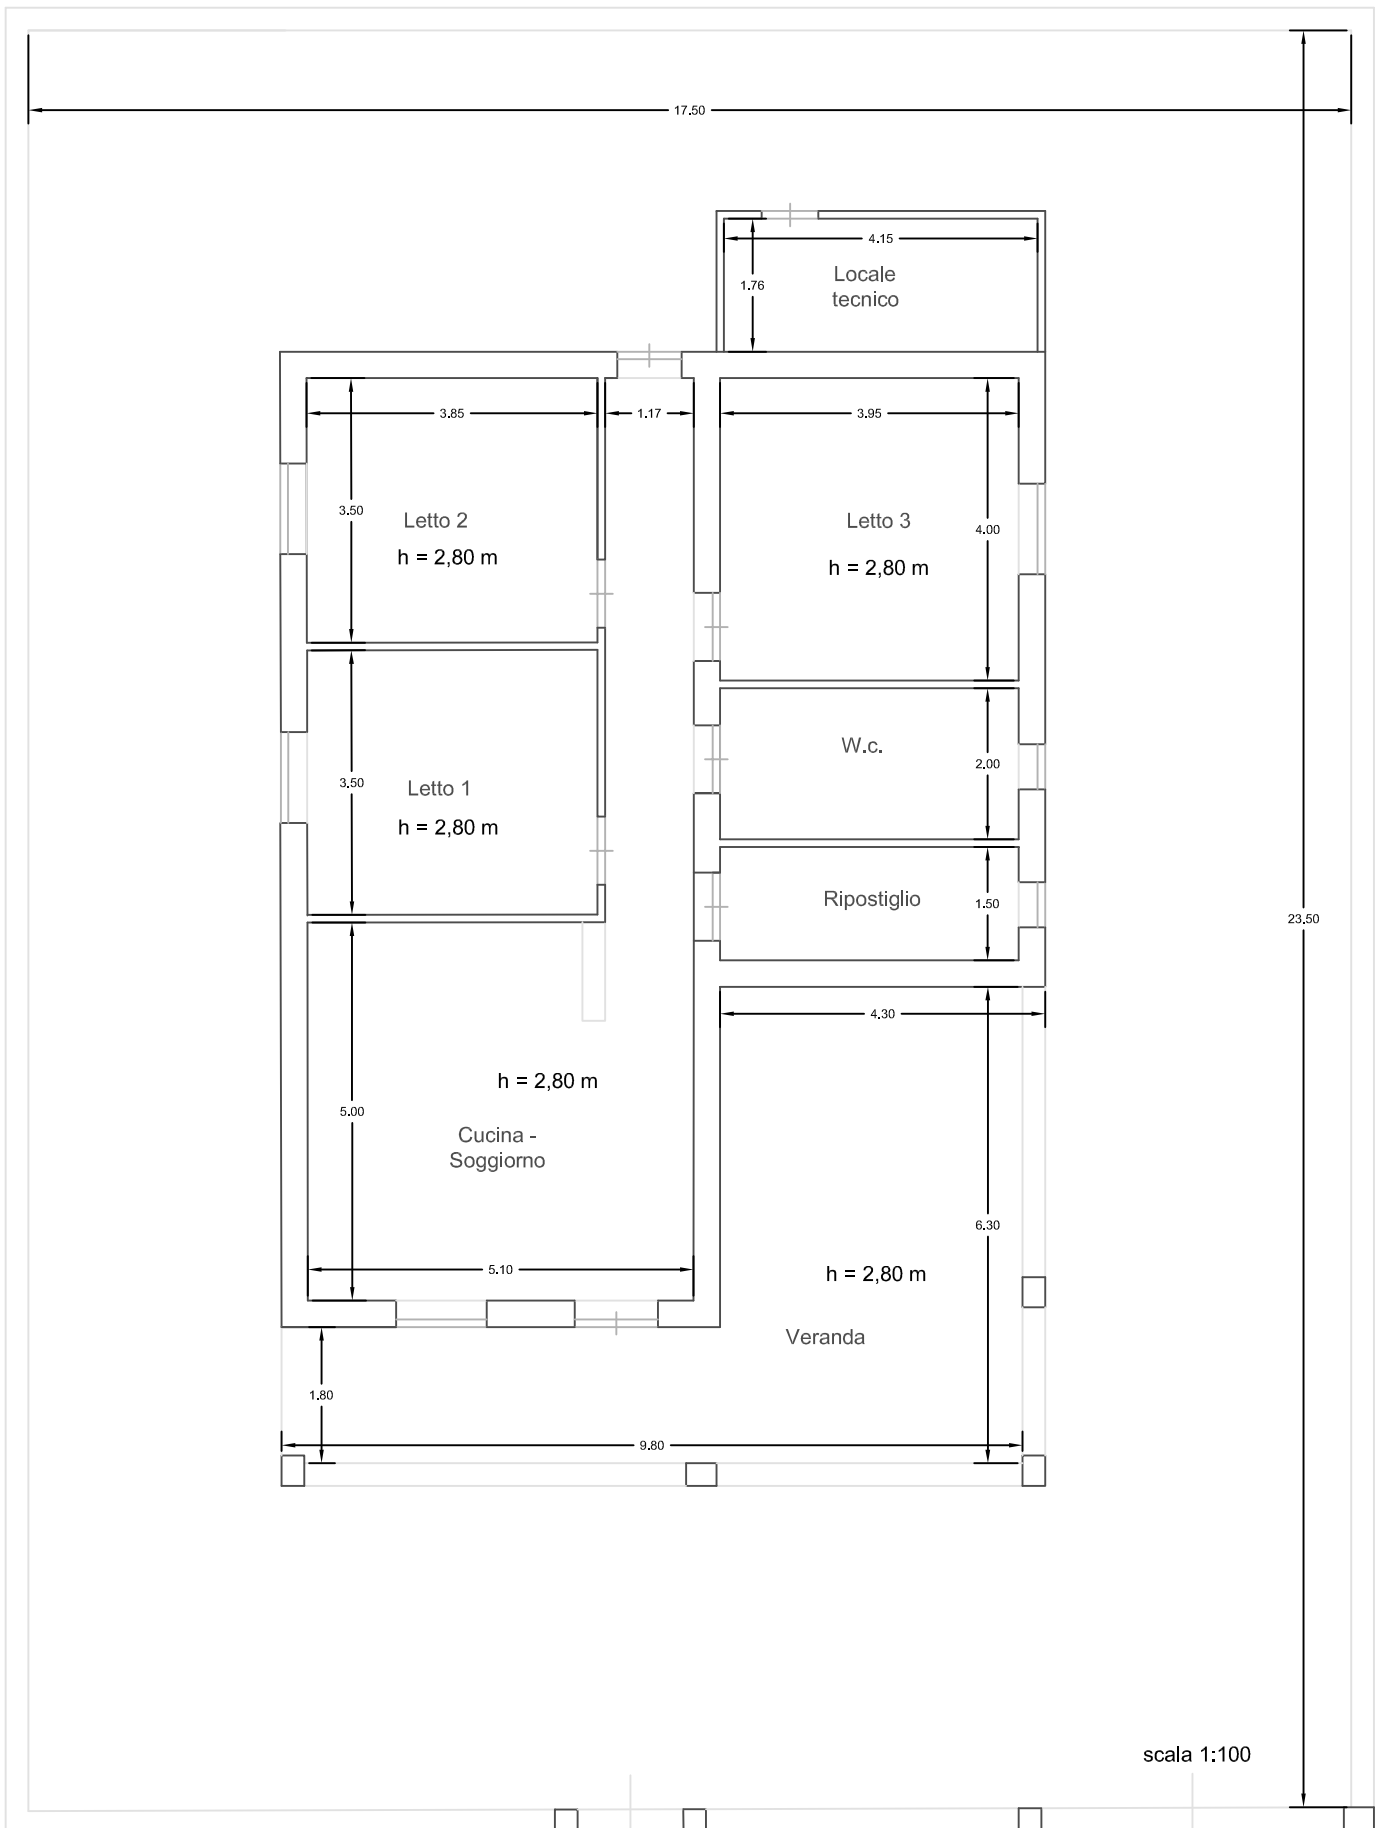 17.50
4.15
Locale
tecnico
1.76
3.85
1.17
3.95
3.50
Letto 2
h = 2,80 m
Letto 3
4.00
h = 2,80 m
W.c.
2.00
3.50
Letto 1
h = 2,80 m
Ripostiglio
1.50
23.50
4.30
h = 2,80 m
5.00
Cucina -
Soggiorno
6.30
5.10
h = 2,80 m
Veranda
1.80
9.80
scala 1:100